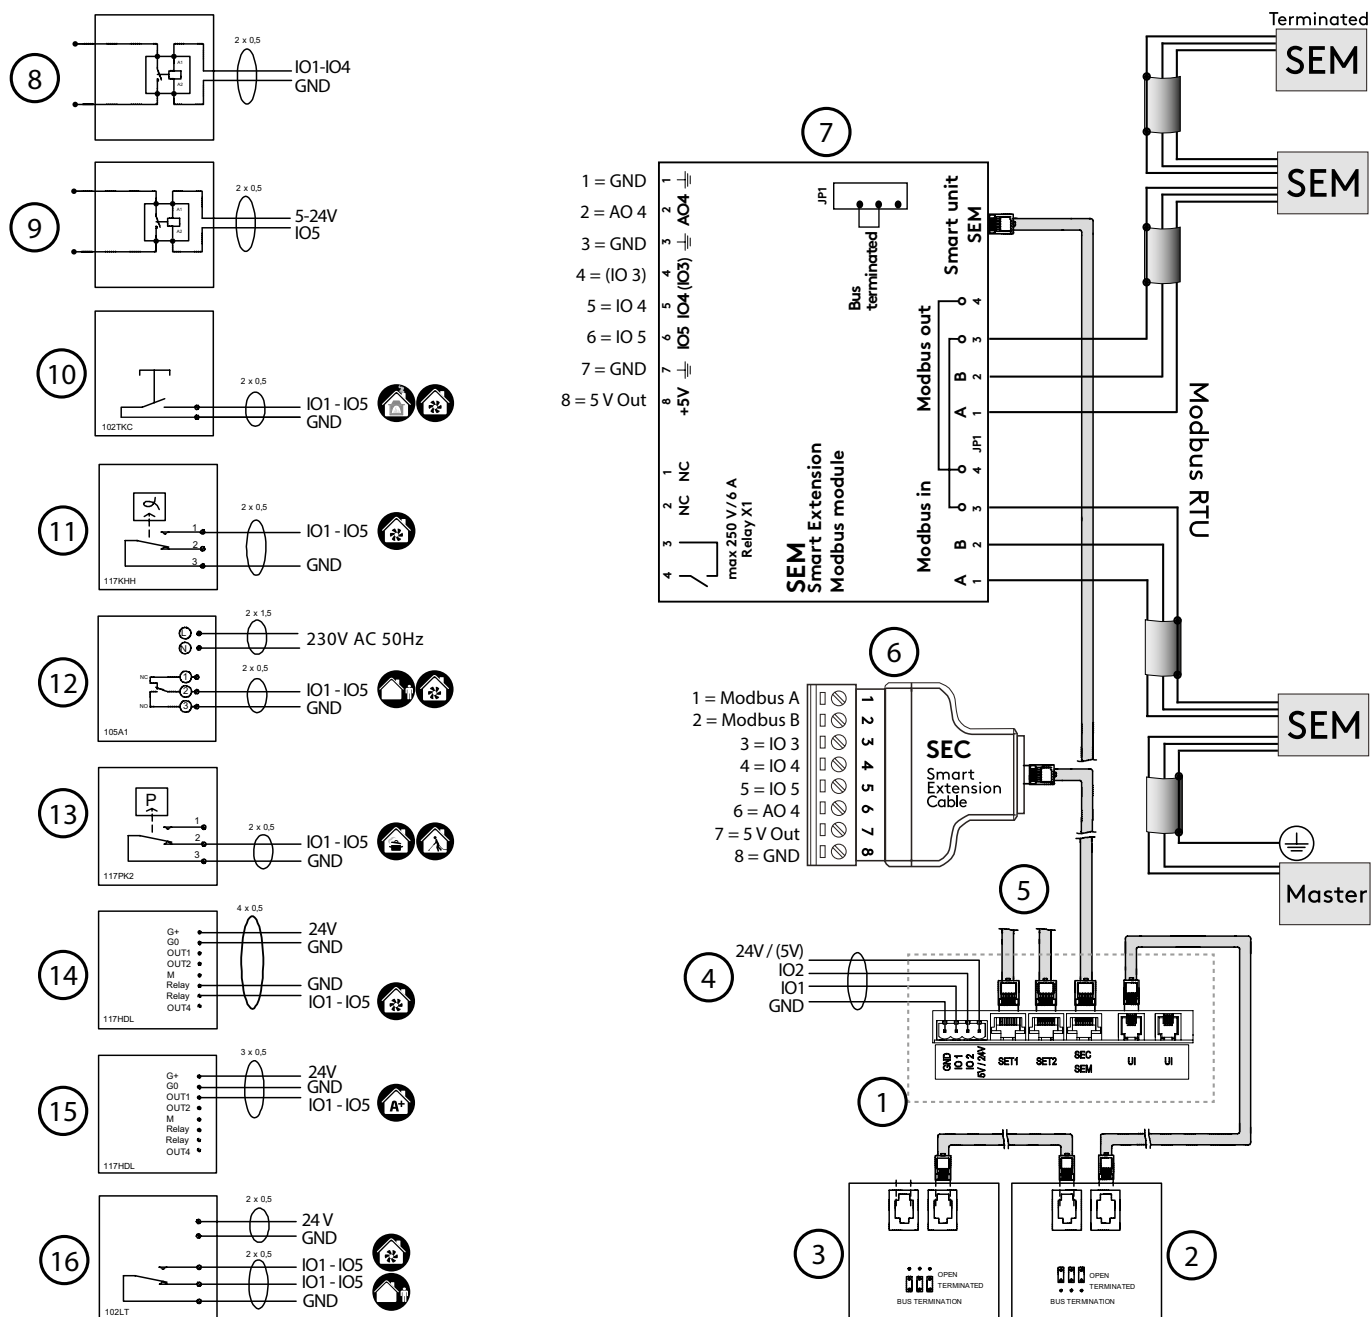 8
A1
A2
2 x 0,5
IO1-IO4
GND
9
A1
A2
2 x 0,5
5-24V
IO5
10
102TKC
2 x 0,5
IO1 - IO5
GND
11
1
2
3
117KHH
2 x 0,5
IO1 - IO5
GND
12
L
N
NC
1
2
NO
3
105A1
2 x 1,5
230V AC 50Hz
2 x 0,5
IO1 - IO5
GND
13
P
1
2
3
117PK2
2 x 0,5
IO1 - IO5
GND
14
G+
G0
OUT1
OUT2
M
Relay
Relay
OUT4
117HDL
4 x 0,5
24V
GND
GND
IO1 - IO5
15
G+
G0
OUT1
OUT2
M
Relay
Relay
OUT4
117HDL
3 x 0,5
24V
GND
IO1 - IO5
A+
16
102LT
2 x 0,5
24 V
GND
2 x 0,5
IO1 - IO5
IO1 - IO5
GND
7
1 = GND
2 = AO 4
3 = GND
4 = (IO 3)
5 = IO 4
6 = IO 5
7 = GND
8 = 5 V Out
1
2 AO4
3
4 (IO3)
5 IO4
6 IO5
7
8 +5V
1 NC
2 NC
3
4
max 250 V/6 A
Relay X1
JP1
Bus
terminated
Smart unit
SEM
Modbus out
4
3
B 2
A 1
JP1
Modbus in
4
3
B 2
A 1
SEM
Smart Extension
Modbus module
Modbus RTU
Terminated
SEM
SEM
SEM
Master
6
1 = Modbus A
2 = Modbus B
3 = IO 3
4 = IO 4
5 = IO 5
6 = AO 4
7 = 5 V Out
8 = GND
1
2
3
4
5
6
7
8
SEC
Smart
Extension
Cable
5
4
24V / (5V)
IO2
IO1
GND
GND
IO 1
IO 2
5V / 24V
SET1
SET2
SEC
SEM
UI
UI
1
3
OPEN
TERMINATED
BUS TERMINATION
2
OPEN
TERMINATED
BUS TERMINATION